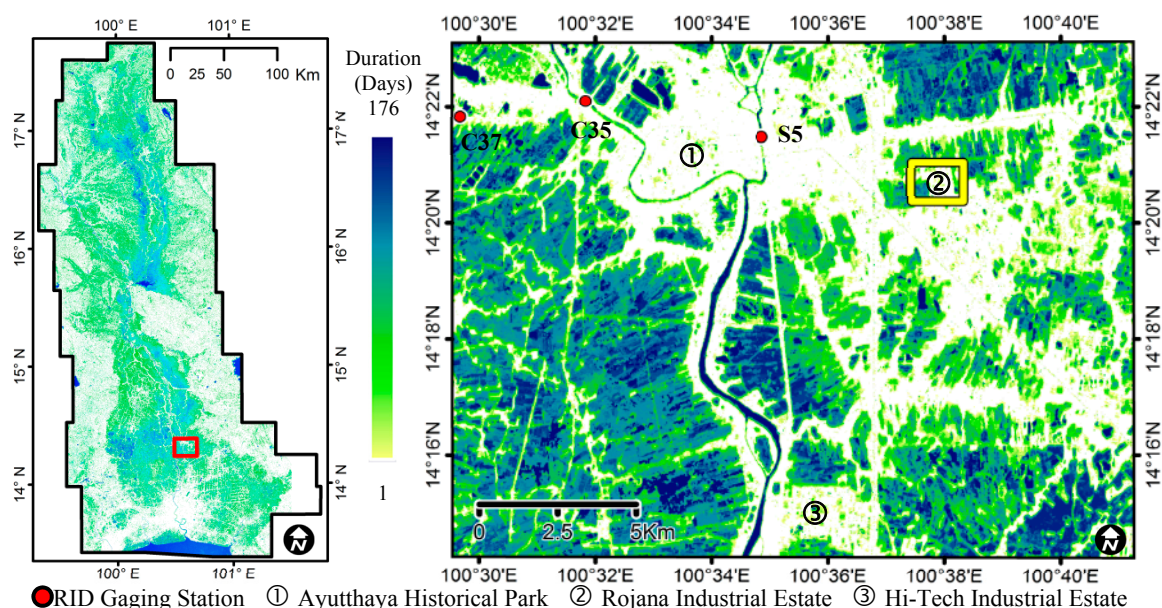 100° E 101° E
0 25 50 100 Km
17° N
16° N
15° N
14° N
17° N
16° N
15° N
14° N
N
100° E 101° E
Duration
(Days)
176
1
100°30'E 100°32'E 100°34'E 100°36'E 100°38'E 100°40'E
14°22'N
14°20'N
14°18'N
14°16'N
C37
C35
S5
①
②
③
0 2.5 5Km
N
14°22'N
14°20'N
14°18'N
14°16'N
100°30'E 100°32'E 100°34'E 100°36'E 100°38'E 100°40'E
RID Gaging Station ① Ayutthaya Historical Park ② Rojana Industrial Estate ③ Hi-Tech Industrial Estate